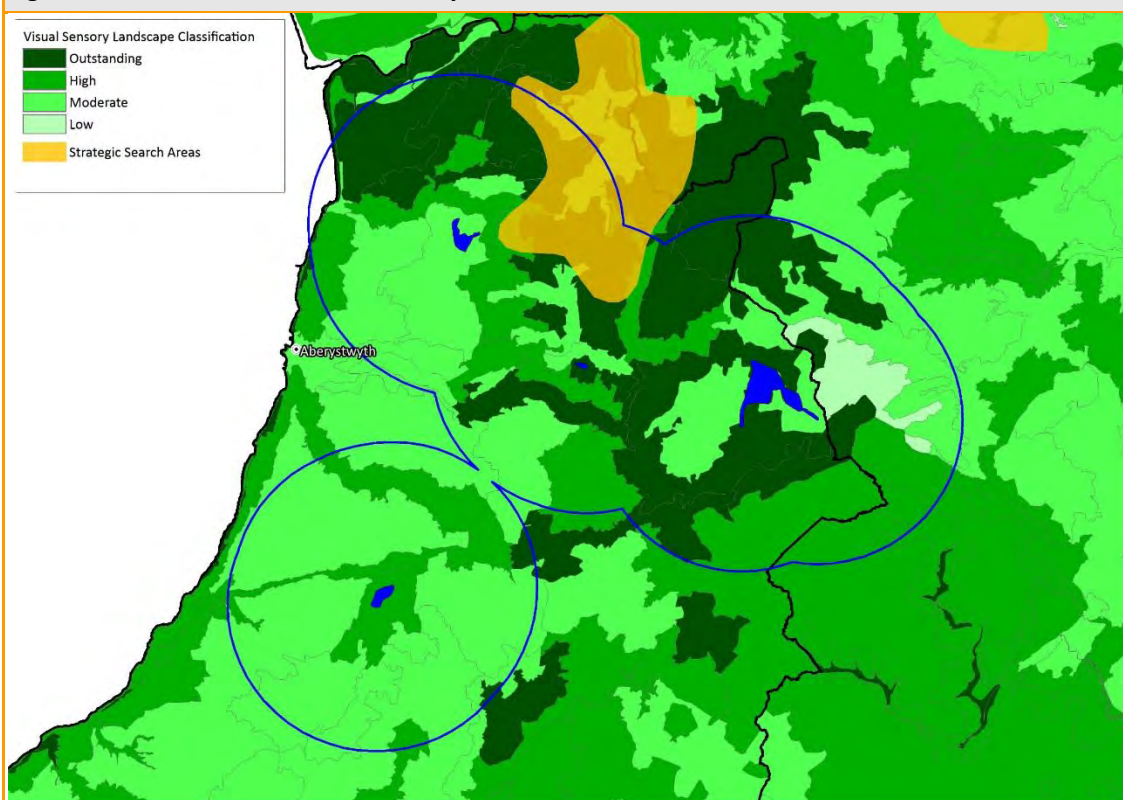 Visual Sensory Landscape Classification
Outstanding
High
Moderate
Low
Strategic Search Areas
Aberystwyth